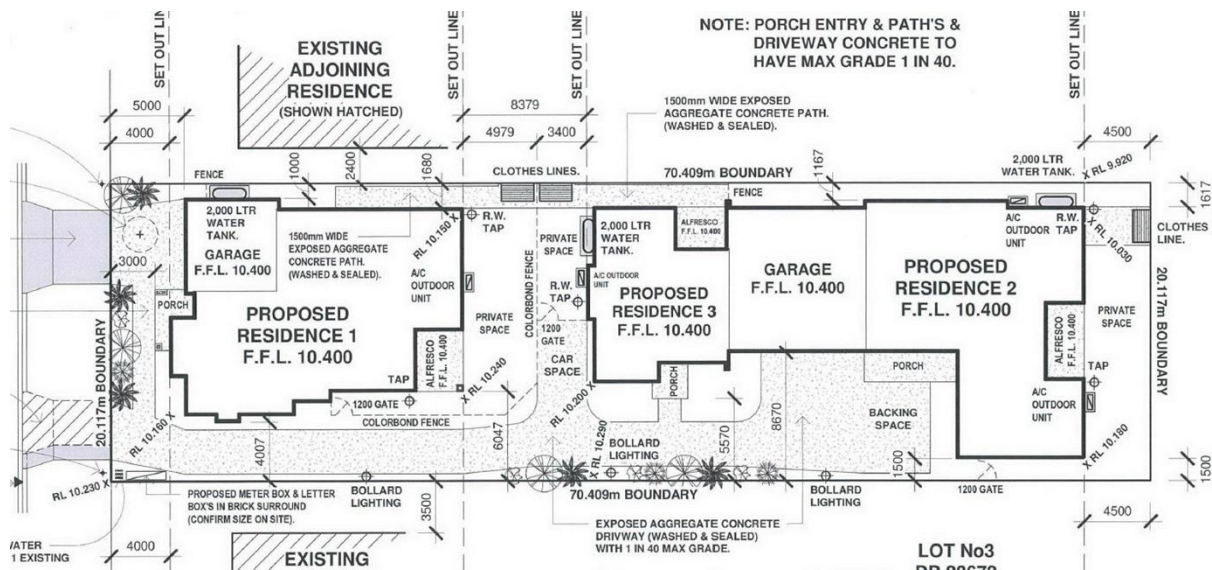 SET OUT LINE
SET OUT LINE
SET OUT LINE
SET OUT LINE
EXISTING
ADJOINING
RESIDENCE
(SHOWN HATCHED)
NOTE: PORCH ENTRY & PATH'S &
DRIVEWAY CONCRETE TO
HAVE MAX GRADE 1 IN 40.
5000
4000
8379
4979
3400
1500mm WIDE EXPOSED
AGGREGATE CONCRETE PATH.
(WASHED & SEALED).
4500
1000
2400
1680
1167
1617
FENCE
CLOTHES LINES.
70.409m BOUNDARY
FENCE
2,000 LTR
WATER TANK.
X RL 9.920
2,000 LTR
WATER
TANK.
GARAGE
F.F.L. 10.400
1500mm WIDE
EXPOSED AGGREGATE
CONCRETE PATH.
(WASHED & SEALED).
RL 10.150 X
R.W.
TAP
A/C
OUTDOOR
UNIT
COLORBOND FENCE
PRIVATE
SPACE
2,000 LTR
WATER
TANK.
A/C OUTDOOR
UNIT
R.W.
TAP
ALFRESCO
F.F.L. 10.400
GARAGE
F.F.L. 10.400
PROPOSED
RESIDENCE 2
F.F.L. 10.400
A/C
OUTDOOR
UNIT
R.W.
TAP
X RL 10.030
CLOTHES
LINE.
3000
PORCH
PROPOSED
RESIDENCE 1
F.F.L. 10.400
PRIVATE
SPACE
PROPOSED
RESIDENCE 3
F.F.L. 10.400
1200
GATE
CAR
SPACE
PRIVATE
SPACE
ALFRESCO
F.F.L. 10.400
20.117m BOUNDARY
20.117m BOUNDARY
TAP
ALFRESCO
F.F.L. 10.400
X RL 10.240
RL 10.200 X
PORCH
PORCH
TAP
A/C
OUTDOOR
UNIT
1200 GATE
COLORBOND FENCE
RL 10.160 X
4007
6047
X RL 10.290
BOLLARD
LIGHTING
5570
8670
BACKING
SPACE
1500
X RL 10.180
1500
RL 10.230 X
PROPOSED METER BOX & LETTER
BOX'S IN BRICK SURROUND
(CONFIRM SIZE ON SITE).
BOLLARD
LIGHTING
3500
70.409m BOUNDARY
BOLLARD
LIGHTING
1200 GATE
4500
EXPOSED AGGREGATE CONCRETE
DRIVWAY (WASHED & SEALED)
WITH 1 IN 40 MAX GRADE.
4000
EXISTING
1 EXISTING
LOT No3